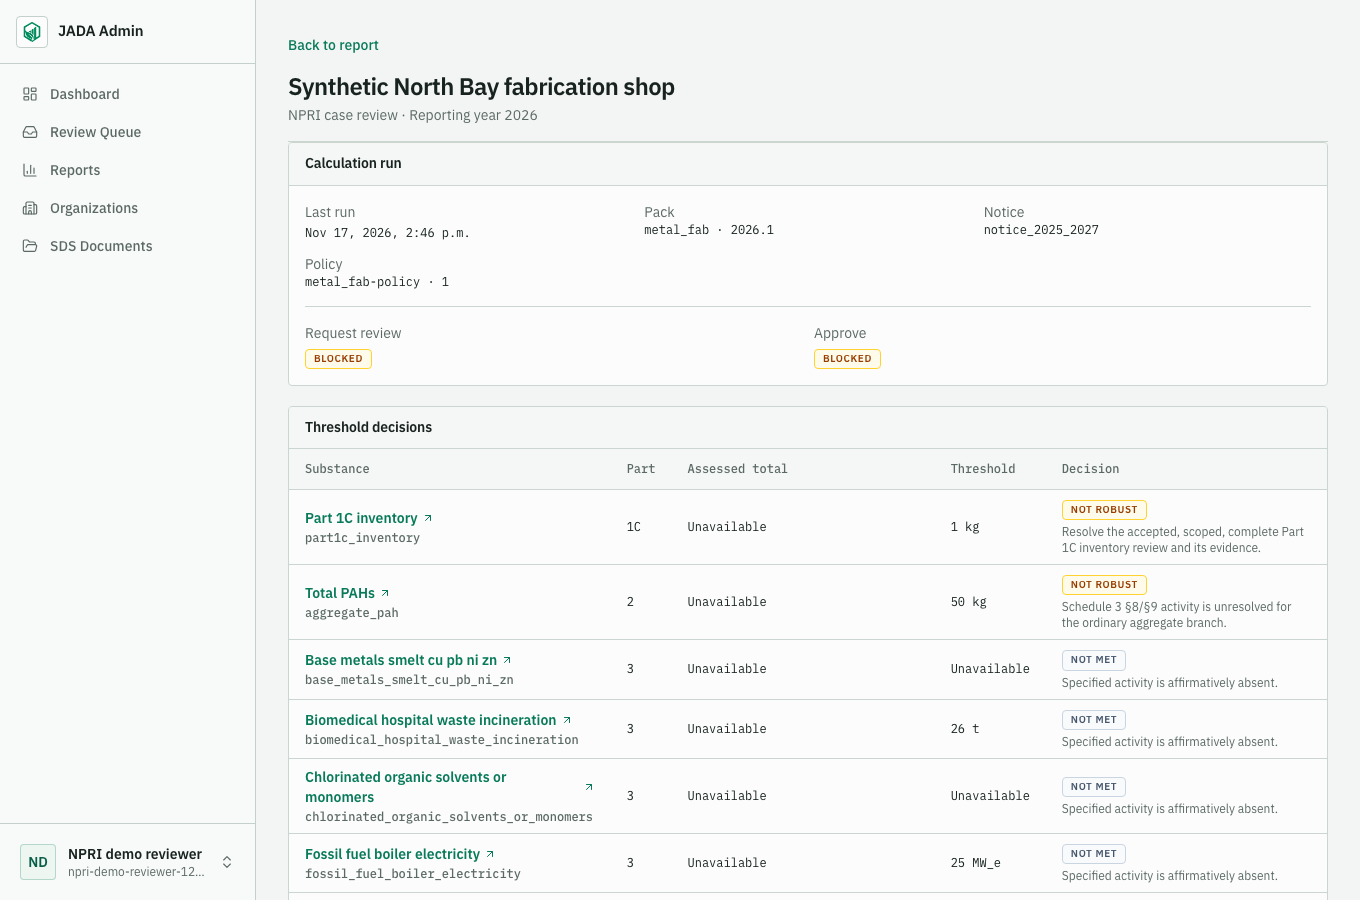 JADA Admin
Dashboard
Review Queue
Reports
Organizations
SDS Documents
NPRI demo reviewer
npri-demo-reviewer-12...
ND
Back to report
Synthetic North Bay fabrication shop
NPRI case review · Reporting year 2026
Calculation run
Last run
Nov 17, 2026, 2:46 p.m.
Pack
metal_fab · 2026.1
Notice
notice_2025_2027
Policy
metal_fab-policy · 1
Request review
BLOCKED
Approve
BLOCKED
Threshold decisions
Substance Part Assessed total Threshold Decision
Part 1C inventory
part1c_inventory
1C
Unavailable
1 kg
NOT ROBUST
Resolve the accepted, scoped, complete Part
1C inventory review and its evidence.
Total PAHs
aggregate_pah
2
Unavailable
50 kg
NOT ROBUST
Schedule 3 §8/§9 activity is unresolved for
the ordinary aggregate branch.
Base metals smelt cu pb ni zn
base_metals_smelt_cu_pb_ni_zn
3
Unavailable
Unavailable
NOT MET
Specified activity is affirmatively absent.
Biomedical hospital waste incineration
biomedical_hospital_waste_incineration
3
Unavailable
26 t
NOT MET
Specified activity is affirmatively absent.
Chlorinated organic solvents or
monomers
chlorinated_organic_solvents_or_monomers
3
Unavailable
Unavailable
NOT MET
Specified activity is affirmatively absent.
Fossil fuel boiler electricity
fossil_fuel_boiler_electricity
3
Unavailable
25 MW_e
NOT MET
Specified activity is affirmatively absent.